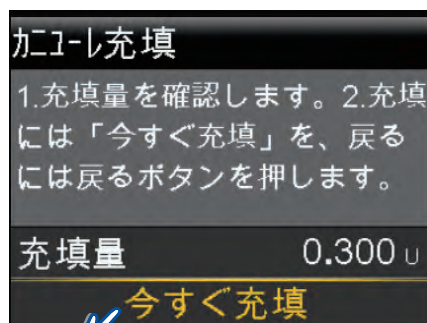 ｶﾆｭｰﾚ充填
1.充填量を確認します。2.充填
には「今すぐ充填」を、戻る
には戻るボタンを押します。
充填量 0.300 U
今すぐ充填